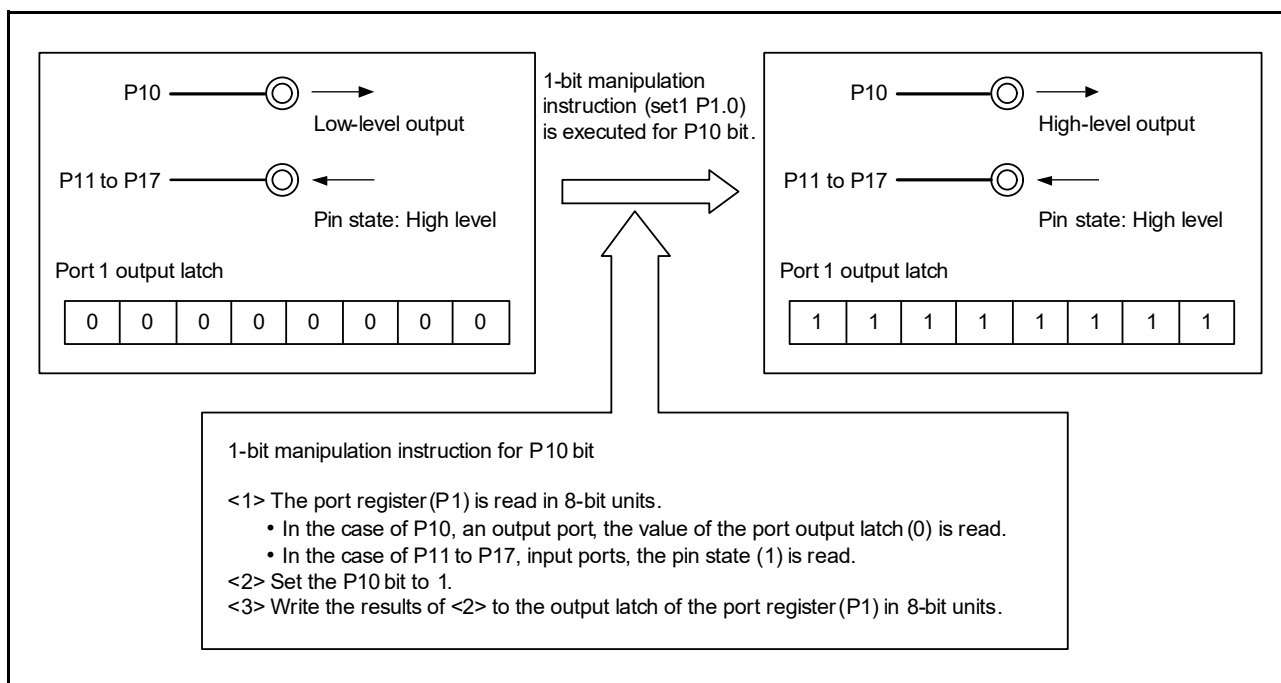 P10
Low-level output
P11 to P17
Pin state: High level
Port 1 output latch
0 0 0 0 0 0 0 0
1-bit manipulation
instruction (set1 P1.0)
is executed for P10 bit.
P10
High-level output
P11 to P17
Pin state: High level
Port 1 output latch
1 1 1 1 1 1 1 1
1-bit manipulation instruction for P10 bit
<1> The port register (P1) is read in 8-bit units.
• In the case of P10, an output port, the value of the port output latch (0) is read.
• In the case of P11 to P17, input ports, the pin state (1) is read.
<2> Set the P10 bit to 1.
<3> Write the results of <2> to the output latch of the port register (P1) in 8-bit units.